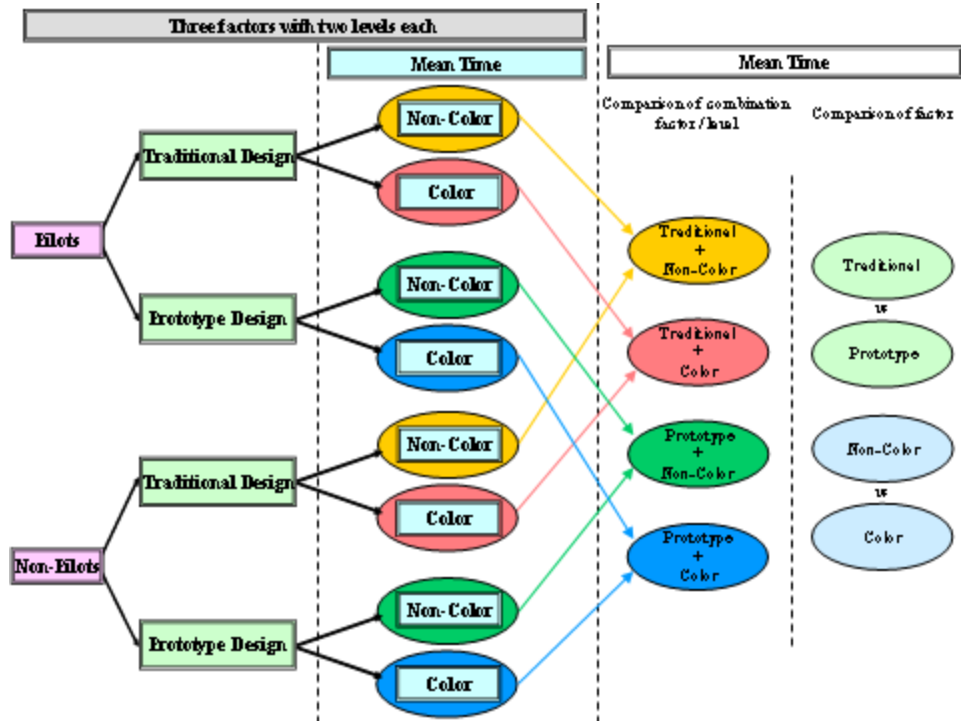 Three factors with two levels each
Mean Time
Mean Time
Comparison of combination
factor / level
Comparison of factor
Pilots
Traditional Design
Non-Color
Color
Prototype Design
Non-Color
Color
Non-Pilots
Traditional Design
Non-Color
Color
Prototype Design
Non-Color
Color
Traditional
+
Non-Color
Traditional
+
Color
Prototype
+
Non-Color
Prototype
+
Color
Traditional
vs
Prototype
Non-Color
vs
Color